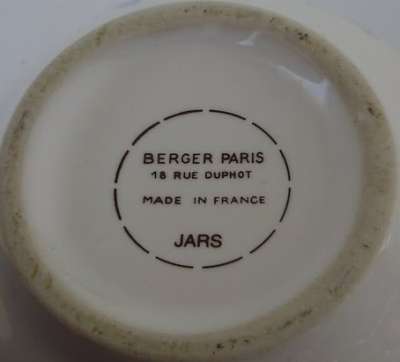 BERGER PARIS
18 RUE DUPHOT
MADE IN FRANCE
JARS